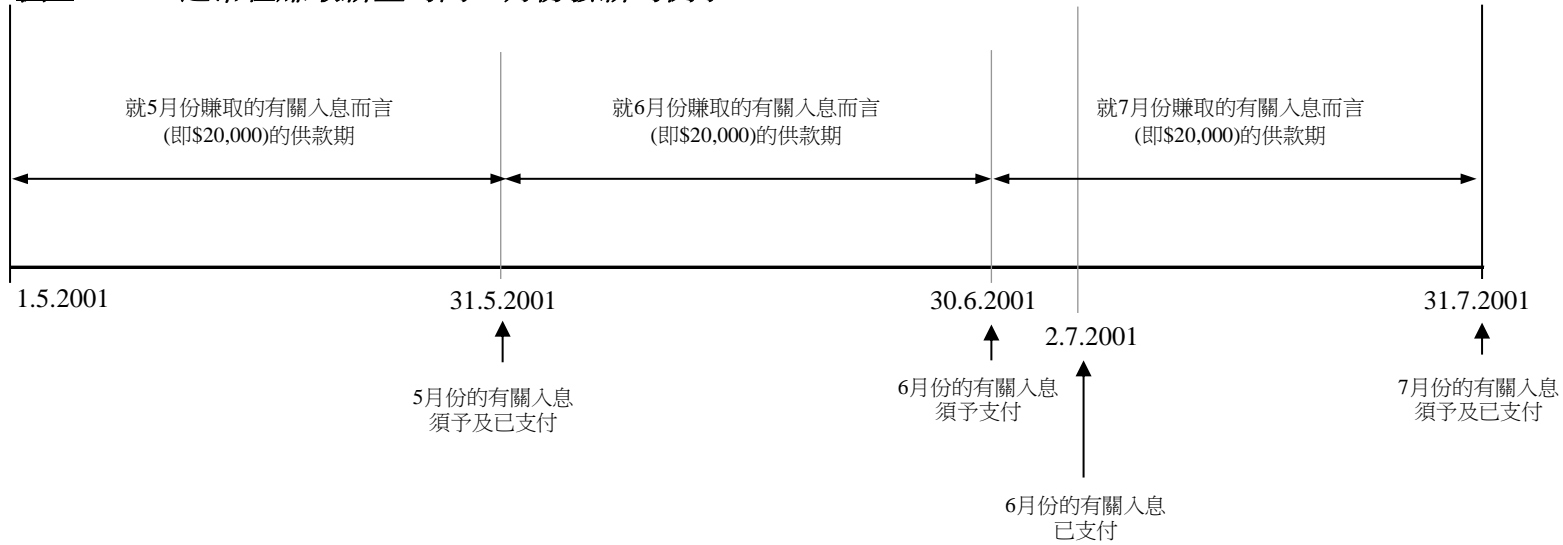 就5月份賺取的有關入息而言
(即$20,000)的供款期
就6月份賺取的有關入息而言
(即$20,000)的供款期
就7月份賺取的有關入息而言
(即$20,000)的供款期
1.5.2001
31.5.2001
30.6.2001
2.7.2001
31.7.2001
5月份的有關入息
須予及已支付
6月份的有關入息
須予支付
7月份的有關入息
須予及已支付
6月份的有關入息
已支付